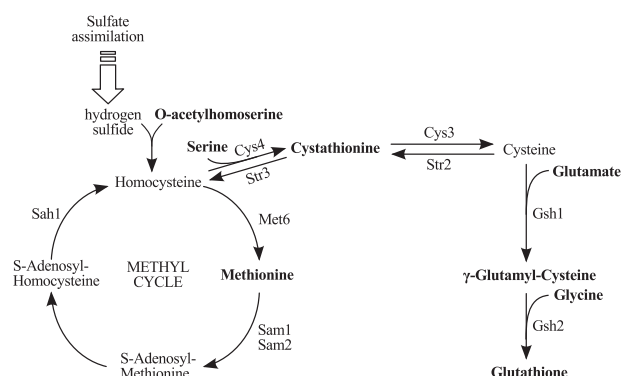 Sulfate
assimilation
hydrogen
sulfide
O-acetylhomoserine
Serine
Cys4
Cystathionine
Cys3
Str2
Cysteine
Str3
Glutamate
Homocysteine
Sah1
Met6
Gsh1
S-Adenosyl-
Homocysteine
METHYL
CYCLE
Methionine
γ-Glutamyl-Cysteine
Glycine
Sam1
Sam2
Gsh2
S-Adenosyl-
Methionine
Glutathione